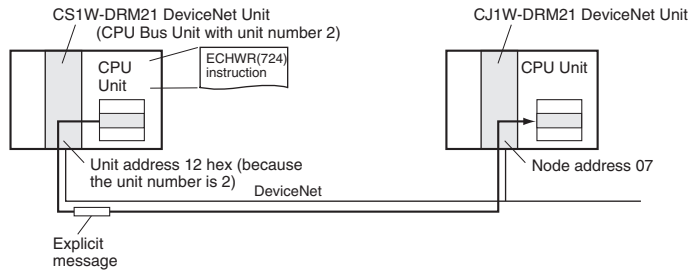 CS1W-DRM21 DeviceNet Unit
(CPU Bus Unit with unit number 2)
CJ1W-DRM21 DeviceNet Unit
CPU
Unit
ECHWR(724)
instruction
CPU Unit
Unit address 12 hex (because
the unit number is 2)
Node address 07
DeviceNet
Explicit
message